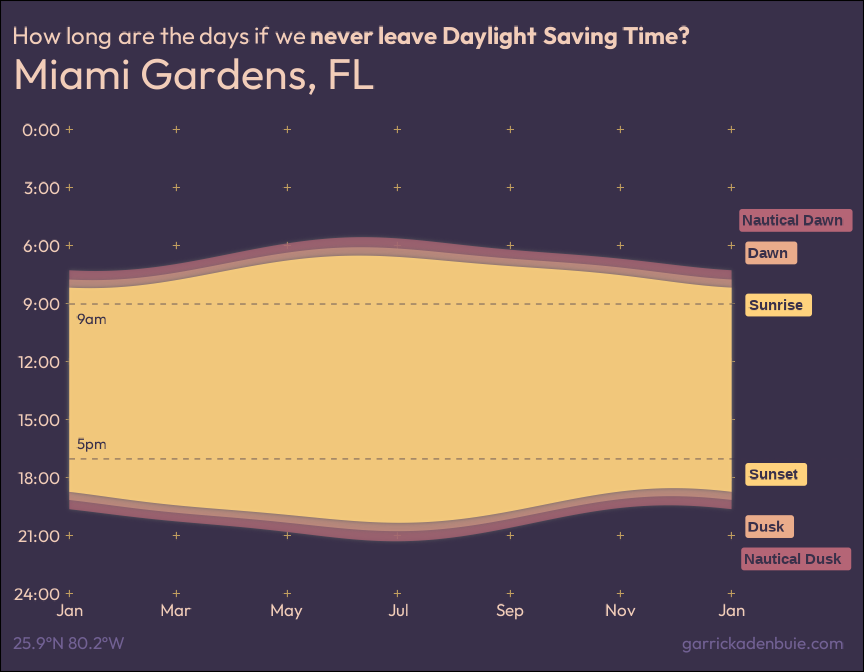 How long are the days if we never leave Daylight Saving Time?
Miami Gardens, FL
0:00
3:00
Nautical Dawn
6:00
Dawn
9:00
Sunrise
9am
12:00
15:00
5pm
18:00
Sunset
21:00
Dusk
Nautical Dusk
24:00
Jan Mar May Jul Sep Nov Jan
25.9°N 80.2°W
garrickadenbuie.com